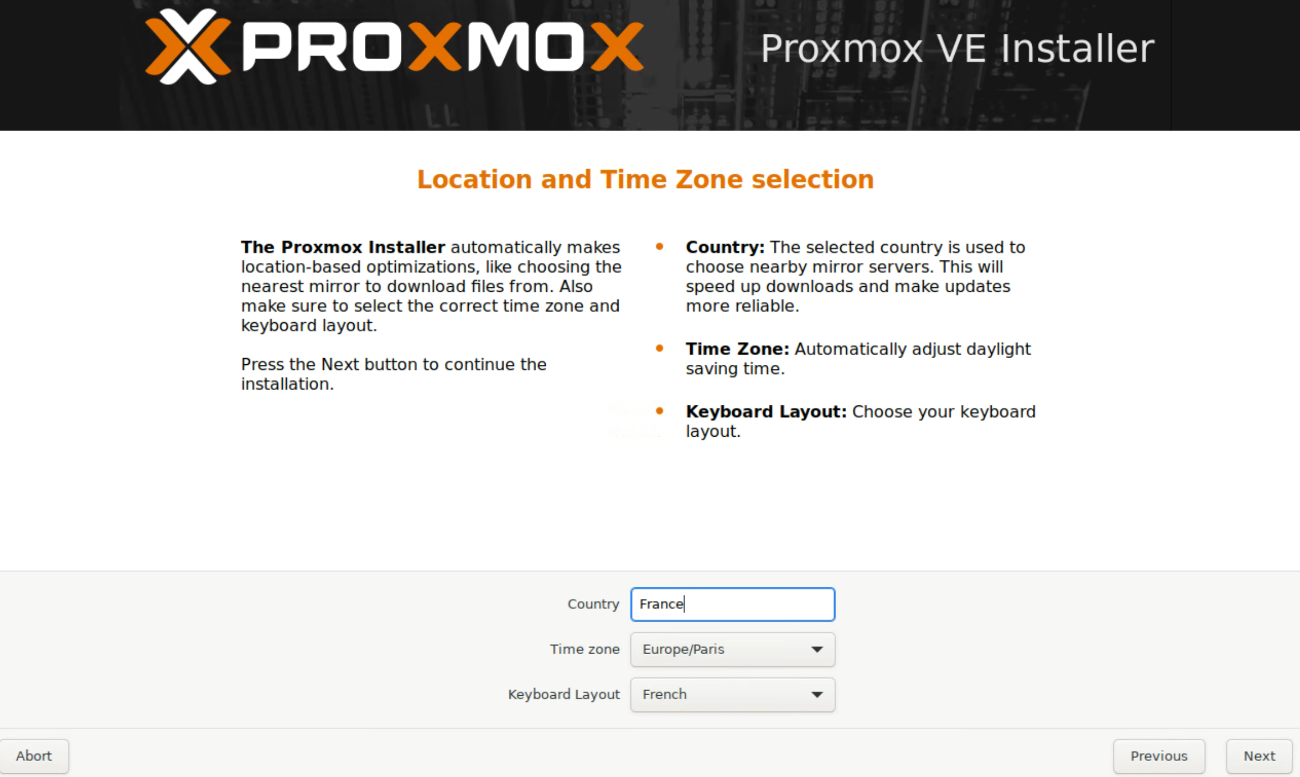 PROXMOX
Proxmox VE Installer
Location and Time Zone selection
The Proxmox Installer automatically makes
location-based optimizations, like choosing the
nearest mirror to download files from. Also
make sure to select the correct time zone and
keyboard layout.
Press the Next button to continue the
installation.
Country: The selected country is used to
choose nearby mirror servers. This will
speed up downloads and make updates
more reliable.
Time Zone: Automatically adjust daylight
saving time.
Keyboard Layout: Choose your keyboard
layout.
Country France
Time zone Europe/Paris
Keyboard Layout French
Abort Previous Next